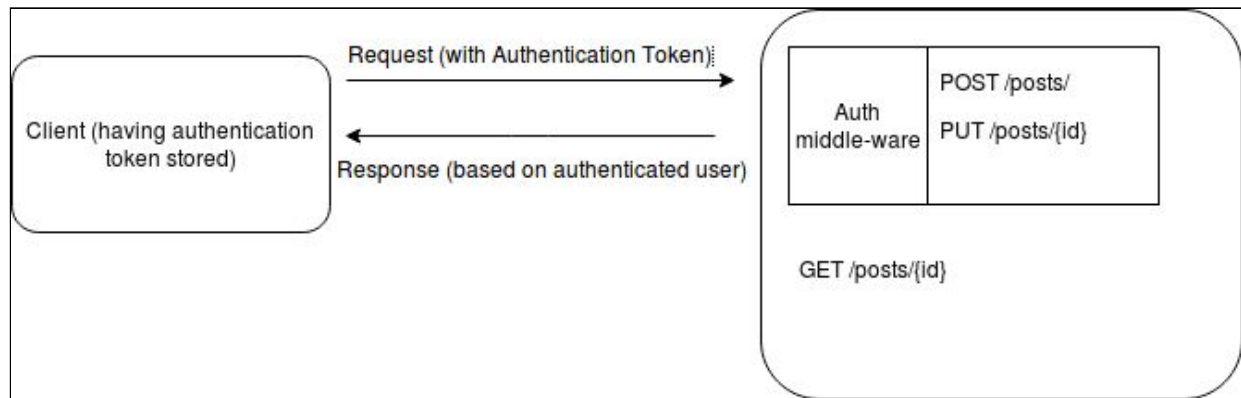 Request (with Authentication Token)
Client (having authentication
token stored)
Response (based on authenticated user)
Auth
middle-ware
POST /posts/
PUT /posts/{id}
GET /posts/{id}